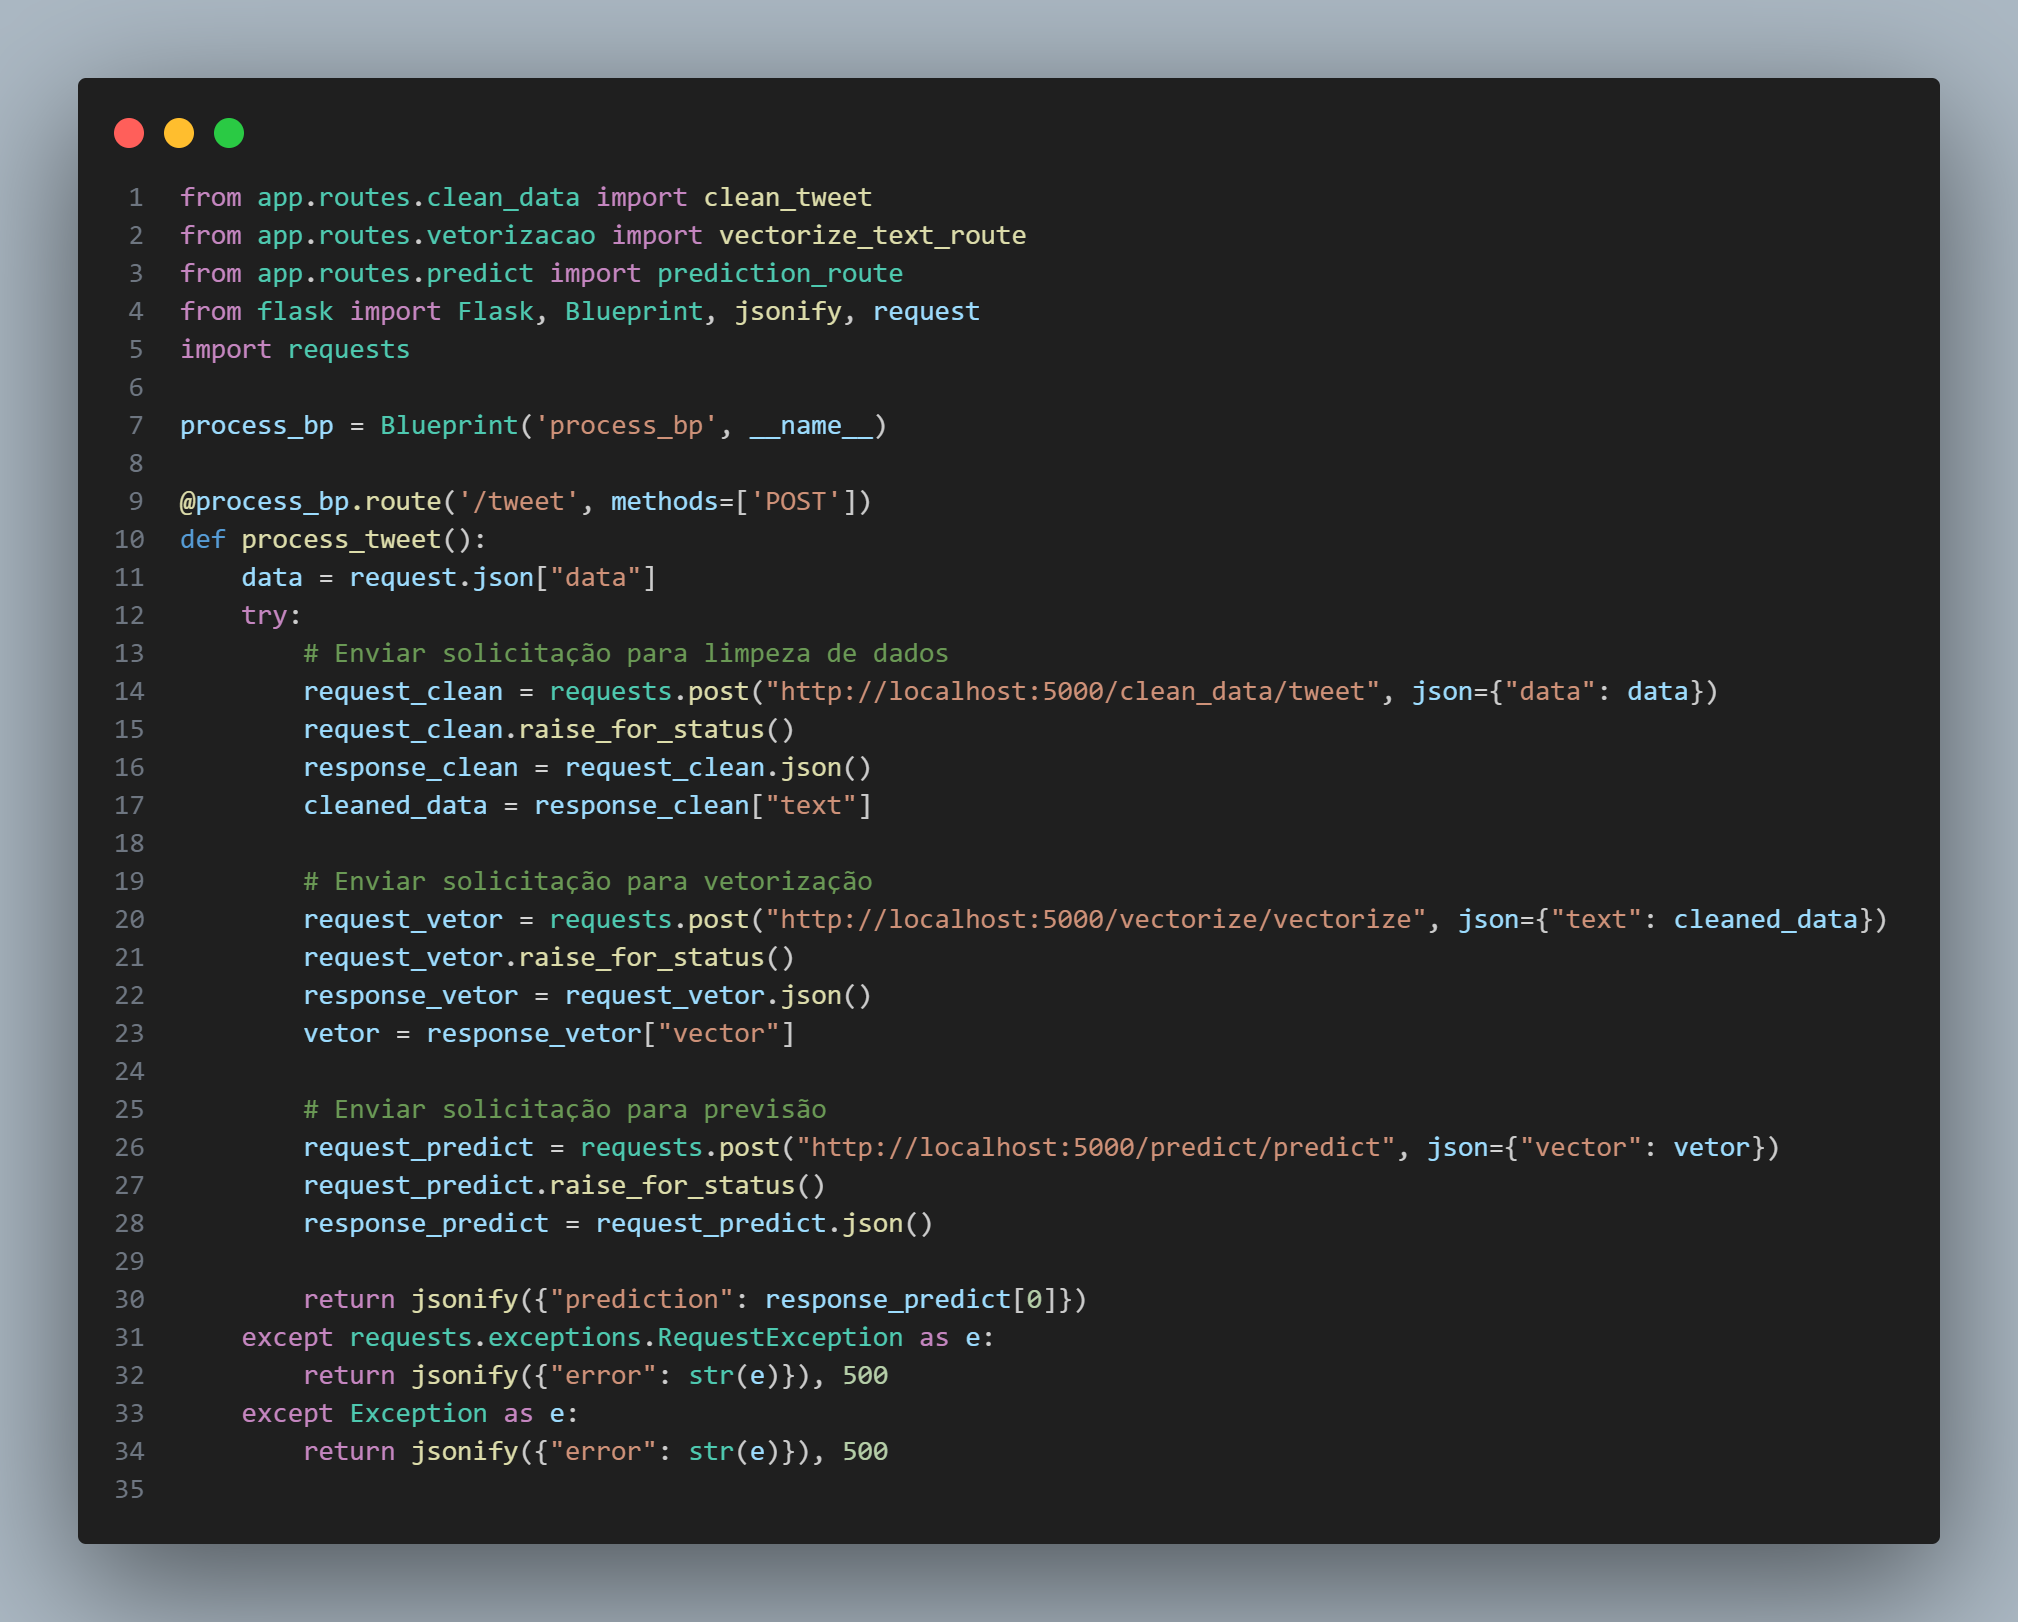 1 from app.routes.clean_data import clean_tweet
2 from app.routes.vetorizacao import vectorize_text_route
3 from app.routes.predict import prediction_route
4 from flask import Flask, Blueprint, jsonify, request
5 import requests
6
7 process_bp = Blueprint('process_bp', __name__)
8
9 @process_bp.route('/tweet', methods=['POST'])
10 def process_tweet():
11     data = request.json["data"]
12     try:
13         # Enviar solicitação para limpeza de dados
14         request_clean = requests.post("http://localhost:5000/clean_data/tweet", json={"data": data})
15         request_clean.raise_for_status()
16         response_clean = request_clean.json()
17         cleaned_data = response_clean["text"]
18
19         # Enviar solicitação para vetorização
20         request_vetor = requests.post("http://localhost:5000/vectorize/vectorize", json={"text": cleaned_data})
21         request_vetor.raise_for_status()
22         response_vetor = request_vetor.json()
23         vetor = response_vetor["vector"]
24
25         # Enviar solicitação para previsão
26         request_predict = requests.post("http://localhost:5000/predict/predict", json={"vector": vetor})
27         request_predict.raise_for_status()
28         response_predict = request_predict.json()
29
30         return jsonify({"prediction": response_predict[0]})
31     except requests.exceptions.RequestException as e:
32         return jsonify({"error": str(e)}), 500
33     except Exception as e:
34         return jsonify({"error": str(e)}), 500
35